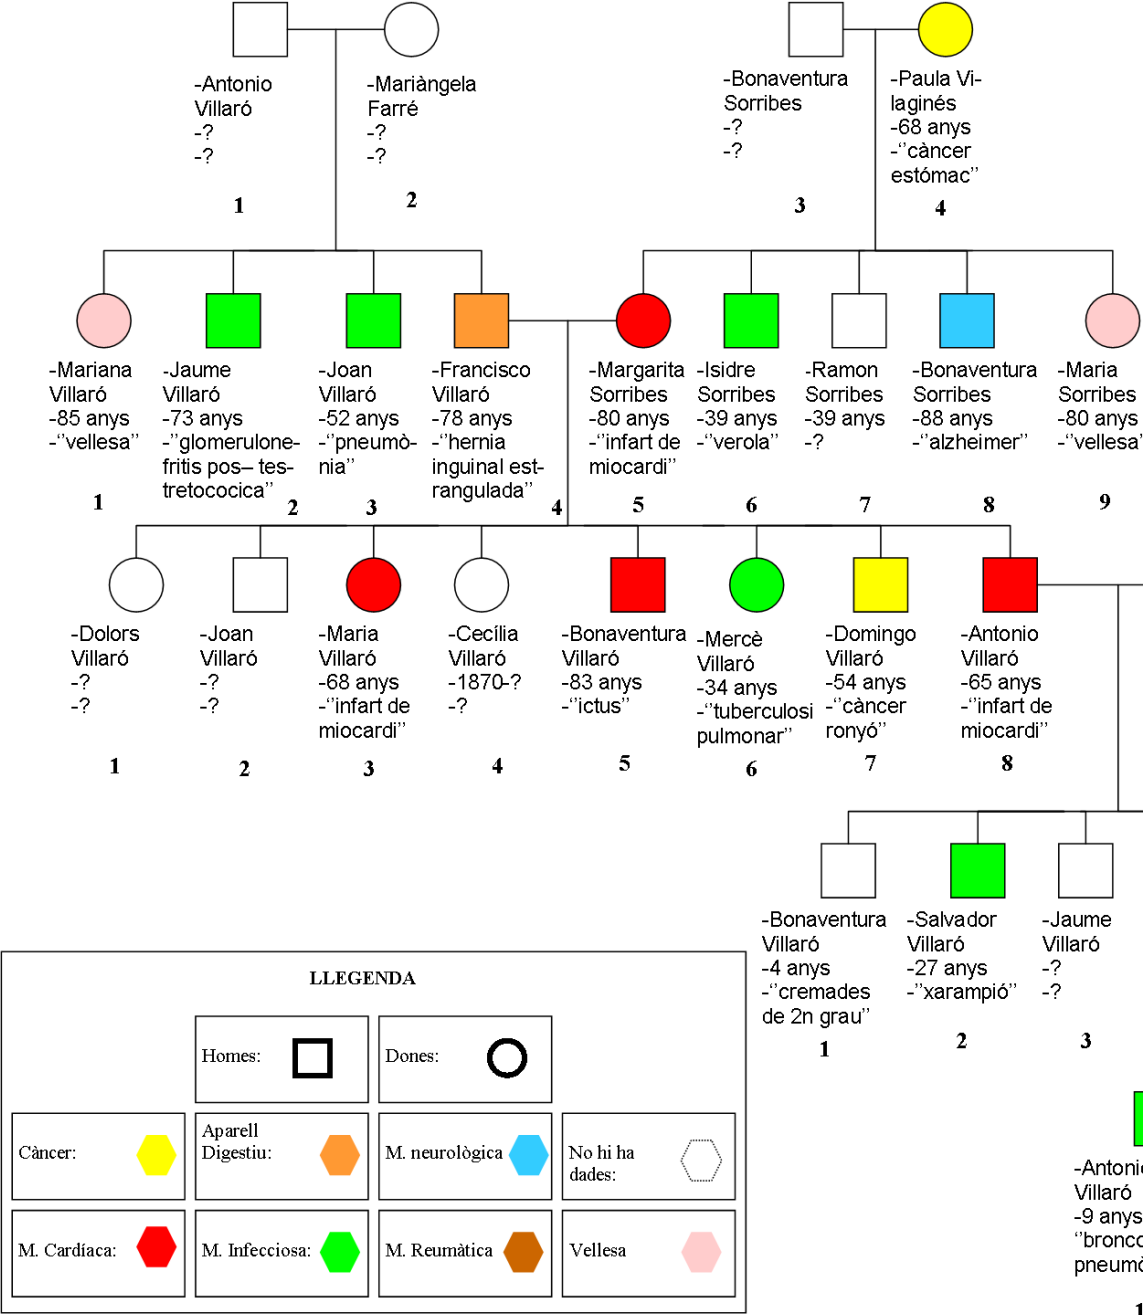 -Antonio
Villaró
-?
-?
1
-Mariàngela
Farré
-?
-?
2
-Bonaventura
Sorribes
-?
-?
3
-Paula Vi-
laginés
-68 anys
-‘’càncer
estómac’’
4
-Mariana
Villaró
-85 anys
-‘’vellesa’’
1
-Jaume
Villaró
-73 anys
-‘’glomerulone-
fritis pos– tes-
tretococica’’
2
-Joan
Villaró
-52 anys
-‘’pneumò-
nia’’
3
-Francisco
Villaró
-78 anys
-‘’hernia
inguinal est-
rangulada’’
4
-Margarita
Sorribes
-80 anys
-‘’infart de
miocardi’’
5
-Isidre
Sorribes
-39 anys
-‘’verola’’
6
-Ramon
Sorribes
-39 anys
-?
7
-Bonaventura
Sorribes
-88 anys
-‘’alzheimer’’
8
-Maria
Sorribes
-80 anys
-‘’vellesa’
9
-Dolors
Villaró
-?
-?
1
-Joan
Villaró
-?
-?
2
-Maria
Villaró
-68 anys
-‘’infart de
miocardi’’
3
-Cecília
Villaró
-1870-?
-?
4
-Bonaventura
Villaró
-83 anys
-‘’ictus’’
5
-Mercè
Villaró
-34 anys
-‘’tuberculosi
pulmonar’’
6
-Domingo
Villaró
-54 anys
-‘’càncer
ronyó’’
7
-Antonio
Villaró
-65 anys
-‘’infart de
miocardi’’
8
-Bonaventura
Villaró
-4 anys
-‘’cremades
de 2n grau’’
1
-Salvador
Villaró
-27 anys
-’’xarampió’’
2
-Jaume
Villaró
-?
-?
3
Villaró
-9 anys
1
LLEGENDA
Homes:
Dones:
Càncer:
Aparell
Digestiu:
M. neurològica
No hi ha
dades:
M. Cardíaca:
M. Infecciosa:
M. Reumàtica
Vellesa